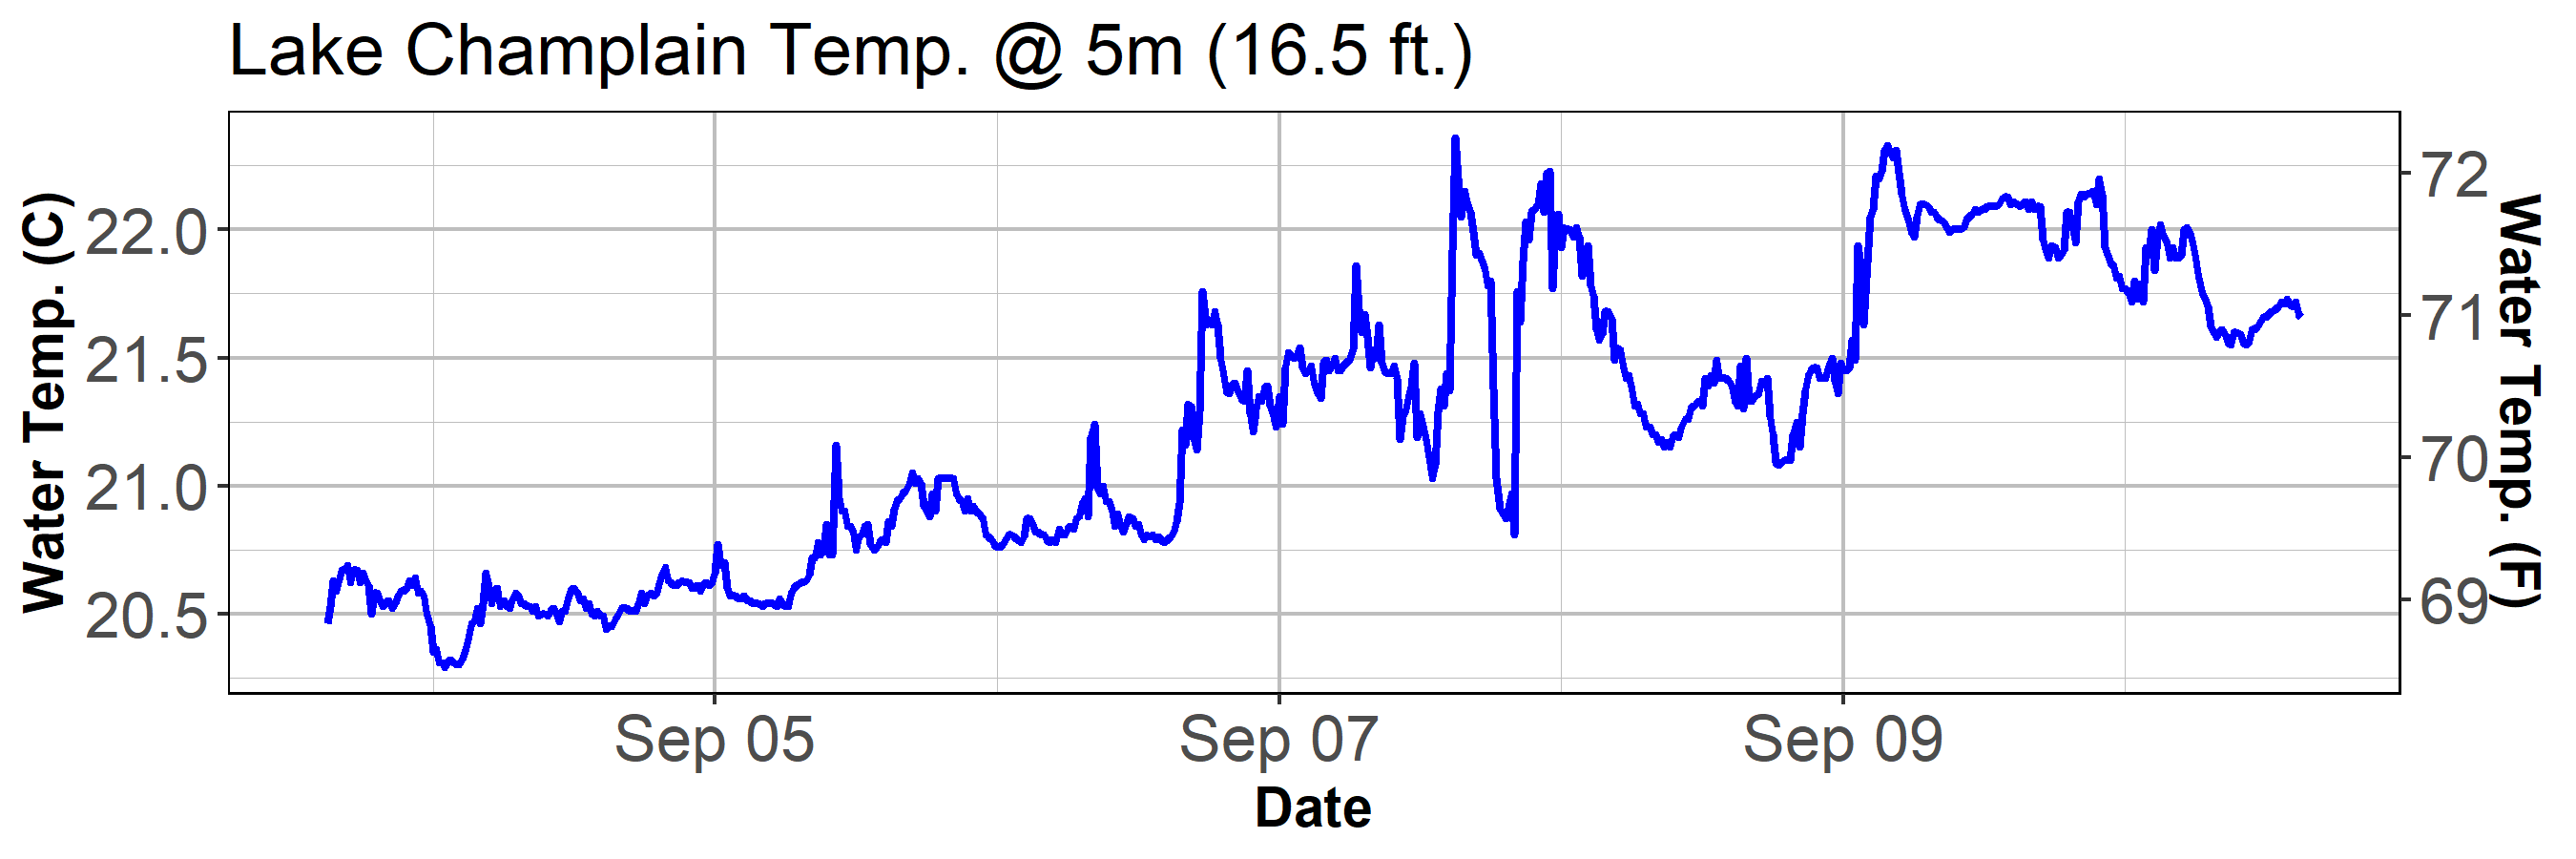 Lake Champlain Temp. @ 5m (16.5 ft.)
Water Temp. (C)
22.0
21.5
21.0
20.5
72
71
70
69
Water Temp. (F)
Sep 05 Sep 07 Sep 09
Date